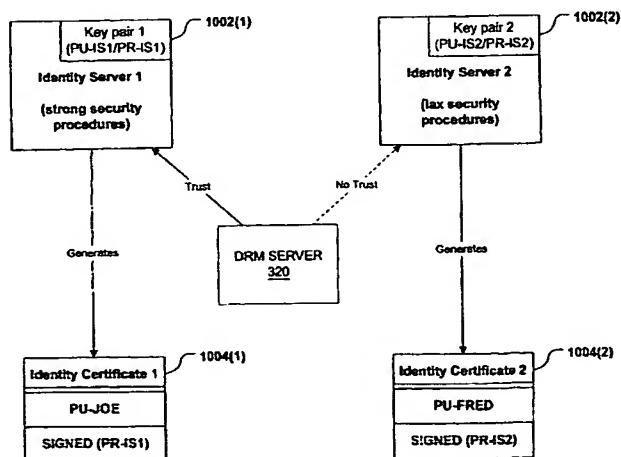 Key pair 1
(PU-IS1/PR-IS1)
1002(1)
Identity Server 1
(strong security
procedures)
Key pair 2
(PU-IS2/PR-IS2)
1002(2)
Identity Server 2
(lax security
procedures)
Trust
No Trust
DRM SERVER
320
Generates
Generates
Identity Certificate 1
1004(1)
PU-JOE
SIGNED (PR-IS1)
Identity Certificate 2
1004(2)
PU-FRED
SIGNED (PR-IS2)